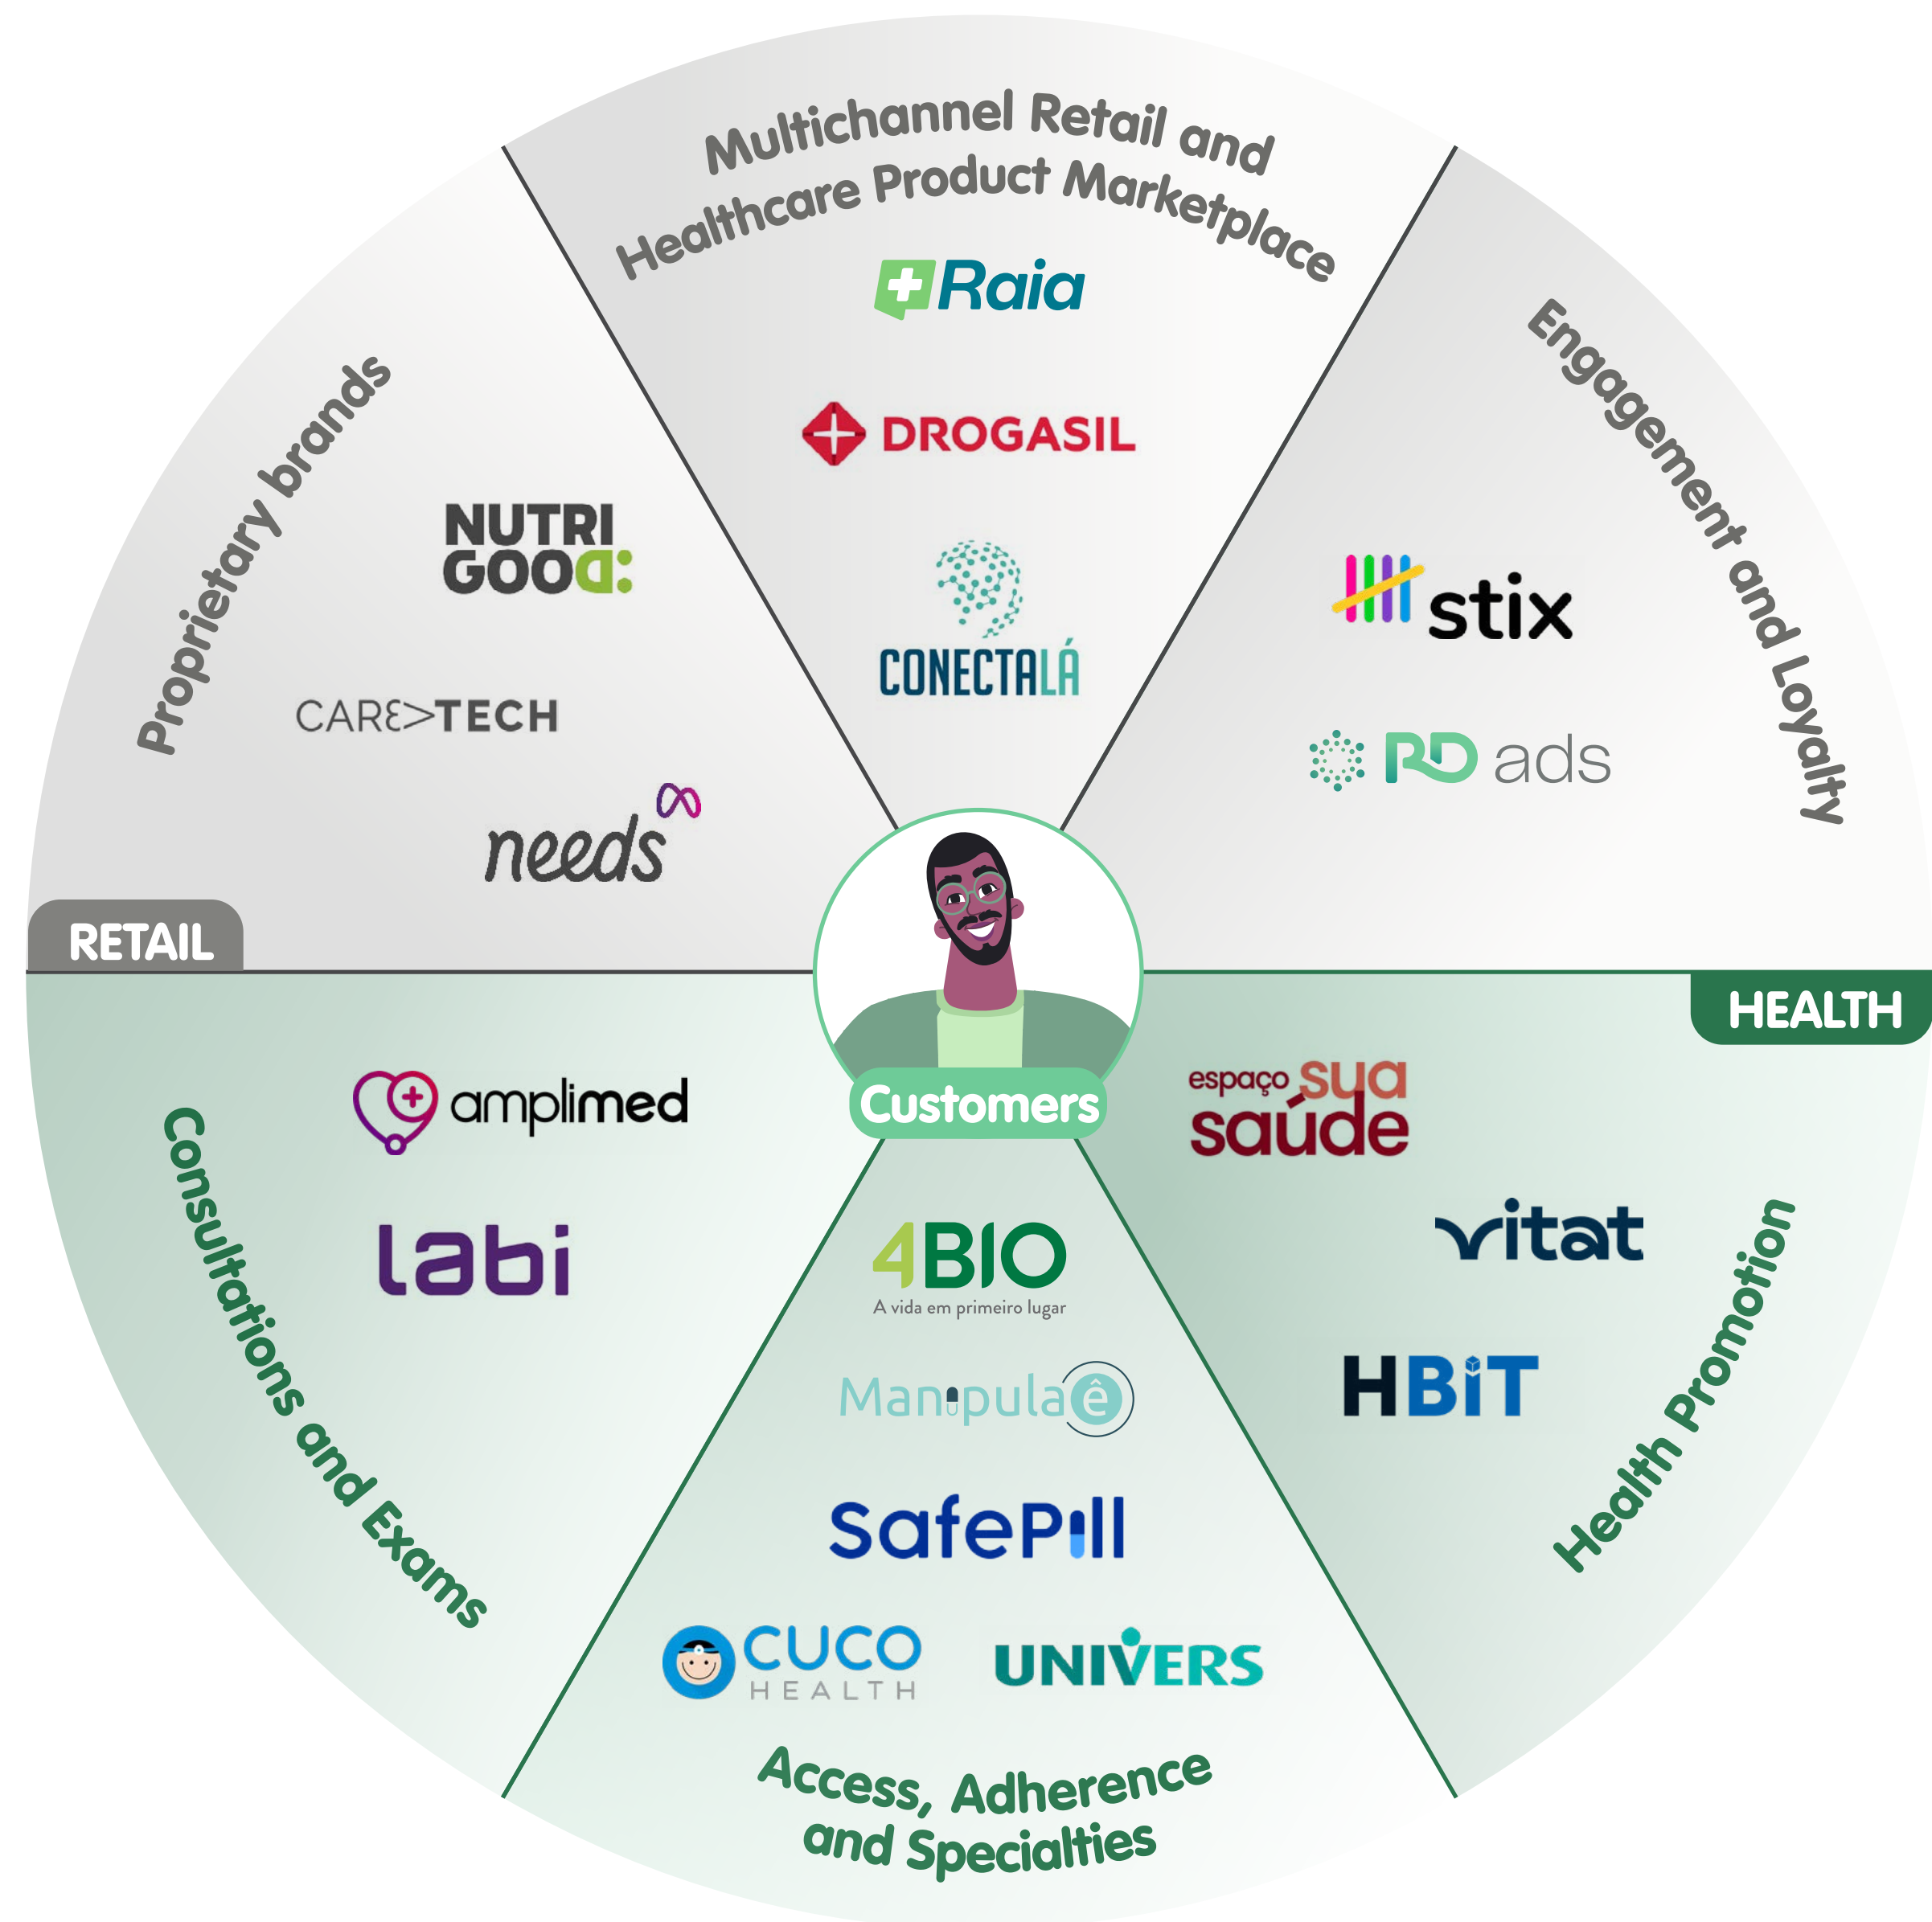 Multichannel Retail and
Healthcare Product Marketplace
Raia
DROGASIL
CONECTALÁ
Proprietary brands
NUTRI
GOOD:
CARE>TECH
needs
Engagement and Loyalty
stix
RD ads
RETAIL
HEALTH
Customers
Consultations and Exams
amplimed
labi
4BIO
A vida em primeiro lugar
Manipulaê
SafePill
CUCO
HEALTH
UNIVERS
Access, Adherence
and Specialties
espaço sua
saúde
vitat
HBiT
Health Promotion